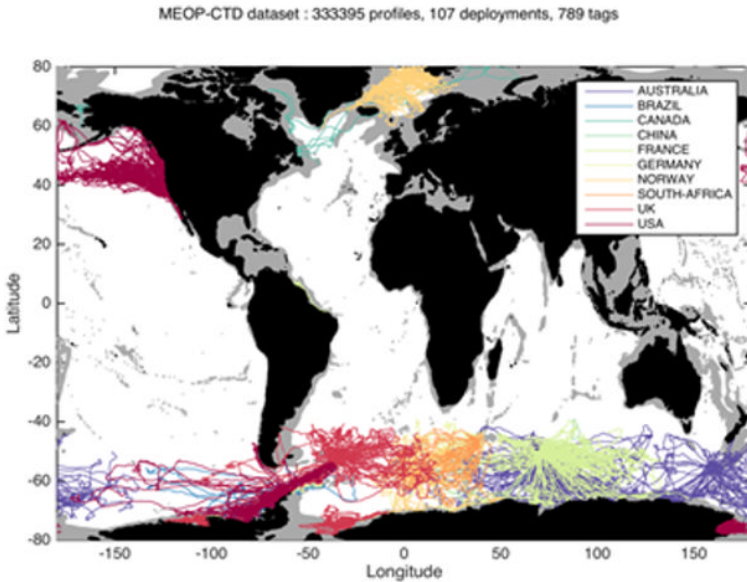 MEOP-CTD dataset : 333395 profiles, 107 deployments, 789 tags
80
60
40
20
0
-20
-40
-60
-80
Latitude
-150
-100
-50
0
50
100
150
Longitude
AUSTRALIA
BRAZIL
CANADA
CHINA
FRANCE
GERMANY
NORWAY
SOUTH-AFRICA
UK
USA